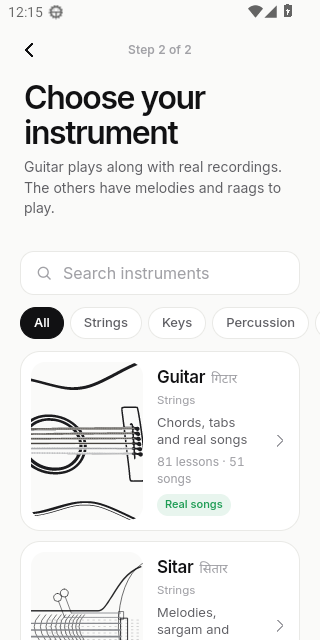 12:15
Step 2 of 2
Choose your
instrument
Guitar plays along with real recordings.
The others have melodies and raags to
play.
Search instruments
All
Strings
Keys
Percussion
Guitar गिटार
Strings
Chords, tabs
and real songs
81 lessons · 51
songs
Real songs
Sitar सितार
Strings
Melodies,
sargam and